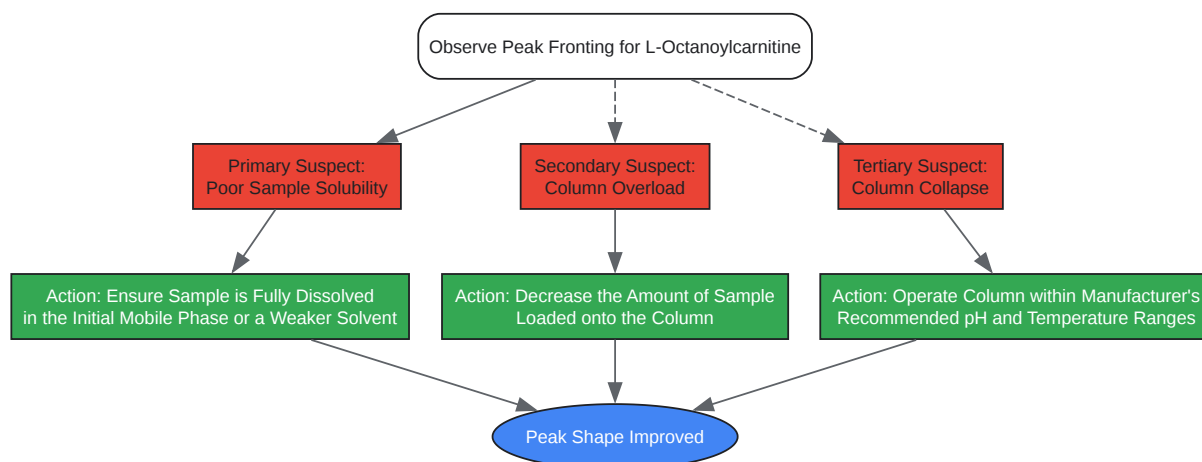 Observe Peak Fronting for L-Octanoylcarnitine
Primary Suspect:
Poor Sample Solubility
Secondary Suspect:
Column Overload
Tertiary Suspect:
Column Collapse
Action: Ensure Sample is Fully Dissolved
in the Initial Mobile Phase or a Weaker Solvent
Action: Decrease the Amount of Sample
Loaded onto the Column
Action: Operate Column within Manufacturer's
Recommended pH and Temperature Ranges
Peak Shape Improved